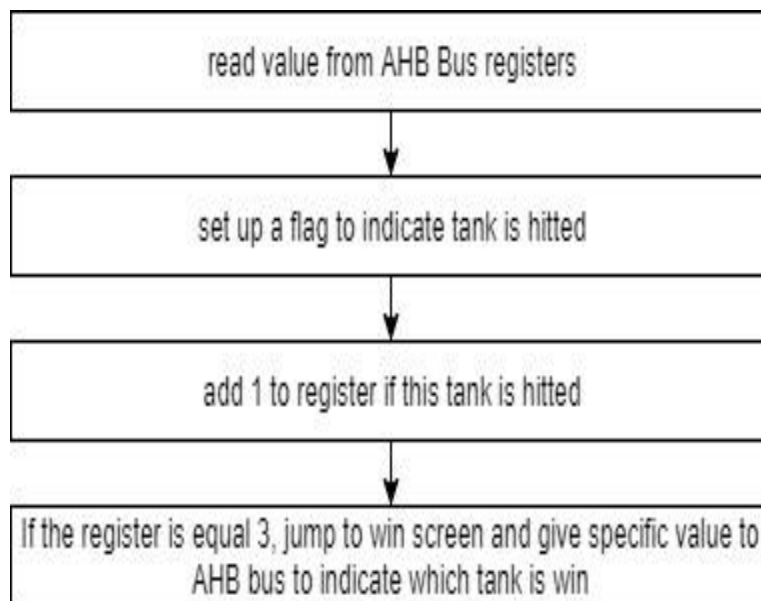 read value from AHB Bus registers
set up a flag to indicate tank is hitted
add 1 to register if this tank is hitted
If the register is equal 3, jump to win screen and give specific value to
AHB bus to indicate which tank is win